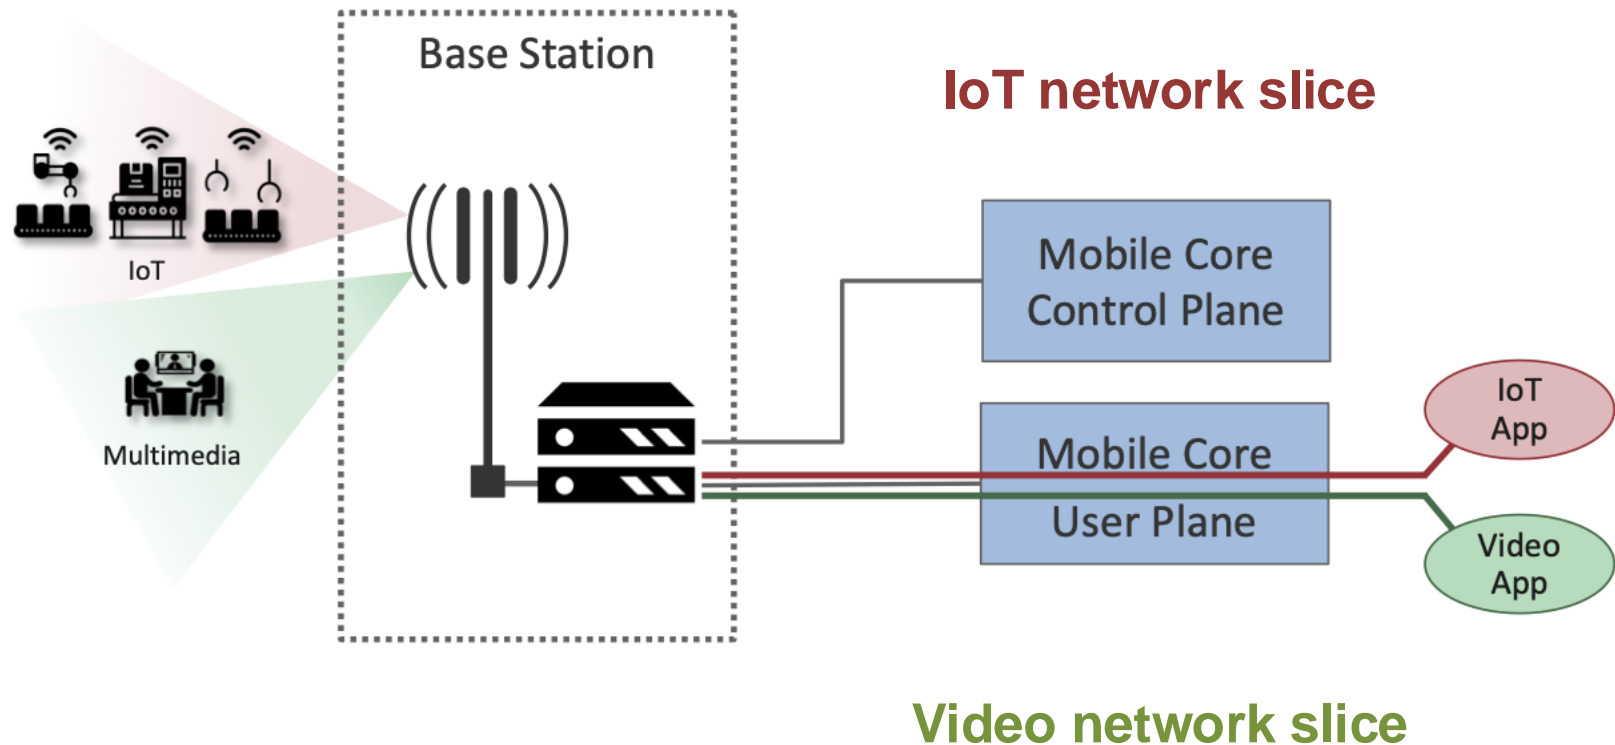 Base Station
IoT network slice
IoT
Multimedia
Mobile Core
Control Plane
Mobile Core
User Plane
IoT
App
Video
App
Video network slice